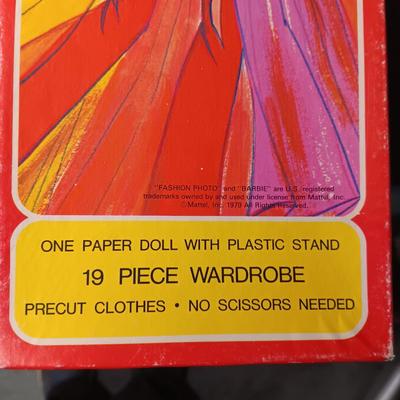 "FASHION PHOTO" and "BARBIE" are U.S. registered
trademarks owned by and used under license from Mattel, Inc.
©Mattel, Inc. 1979 All Rights Reserved.
ONE PAPER DOLL WITH PLASTIC STAND
19 PIECE WARDROBE
PRECUT CLOTHES • NO SCISSORS NEEDED